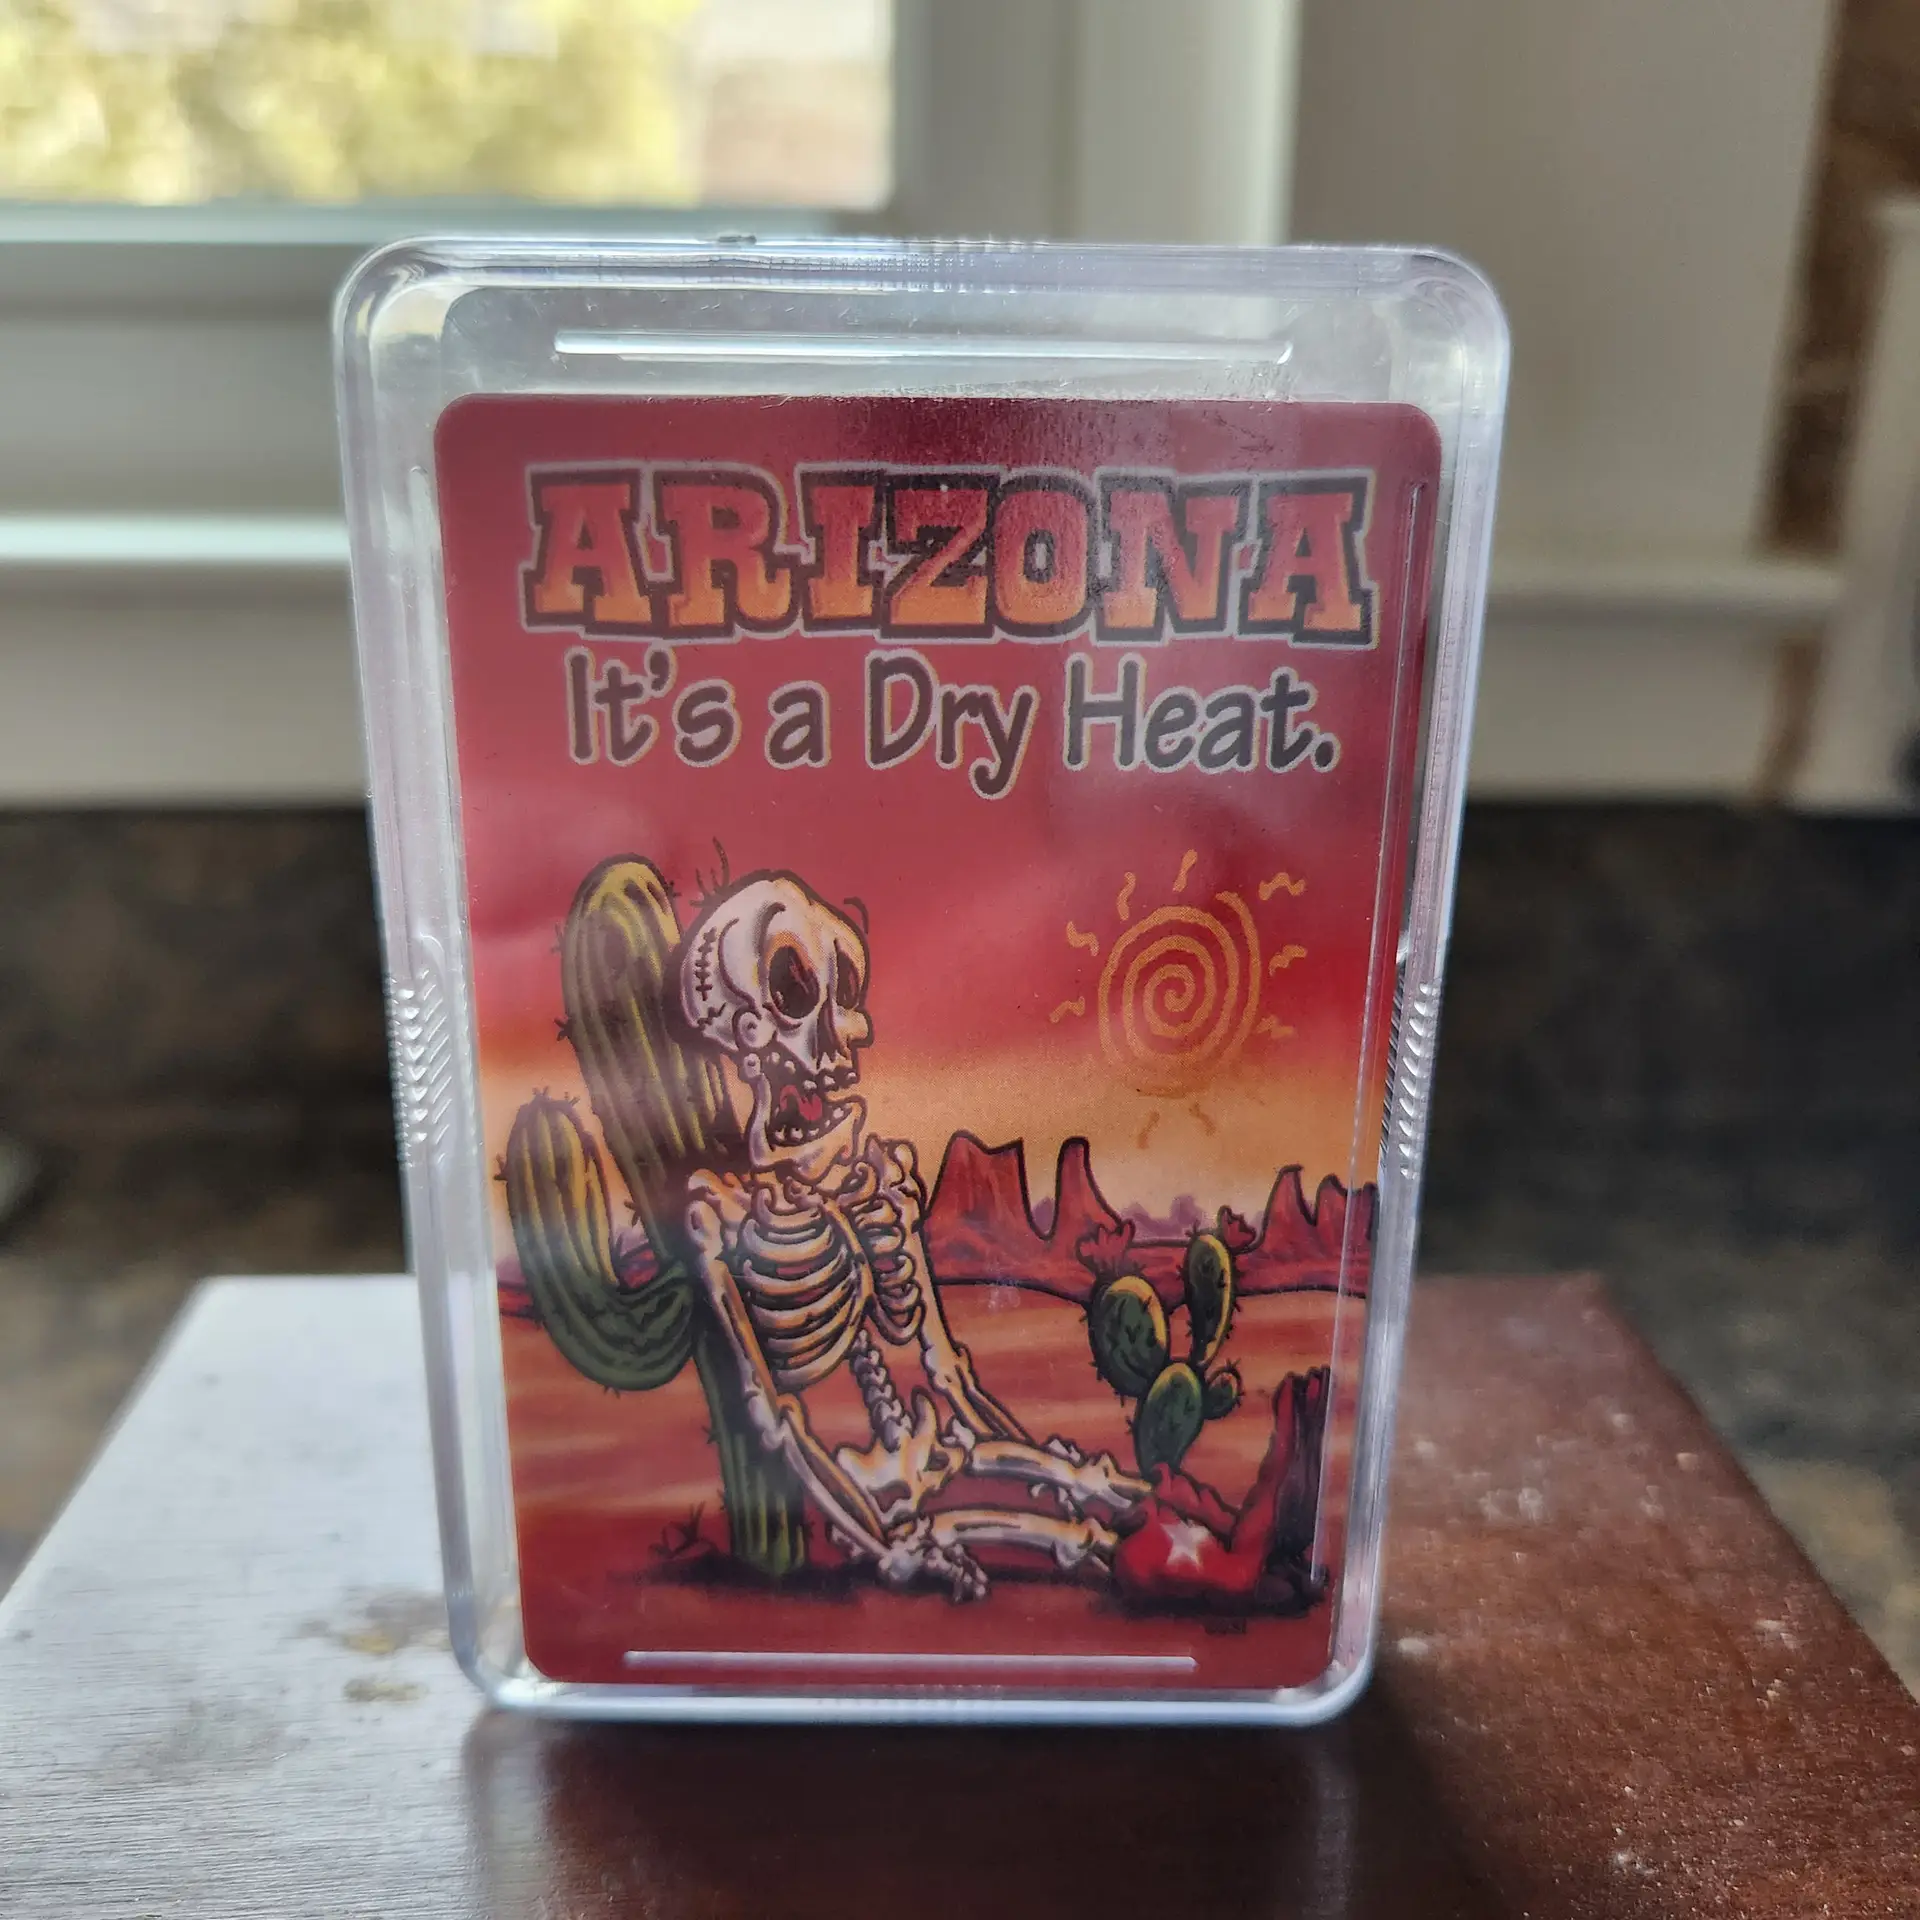 ARIZONA
It's a Dry Heat.